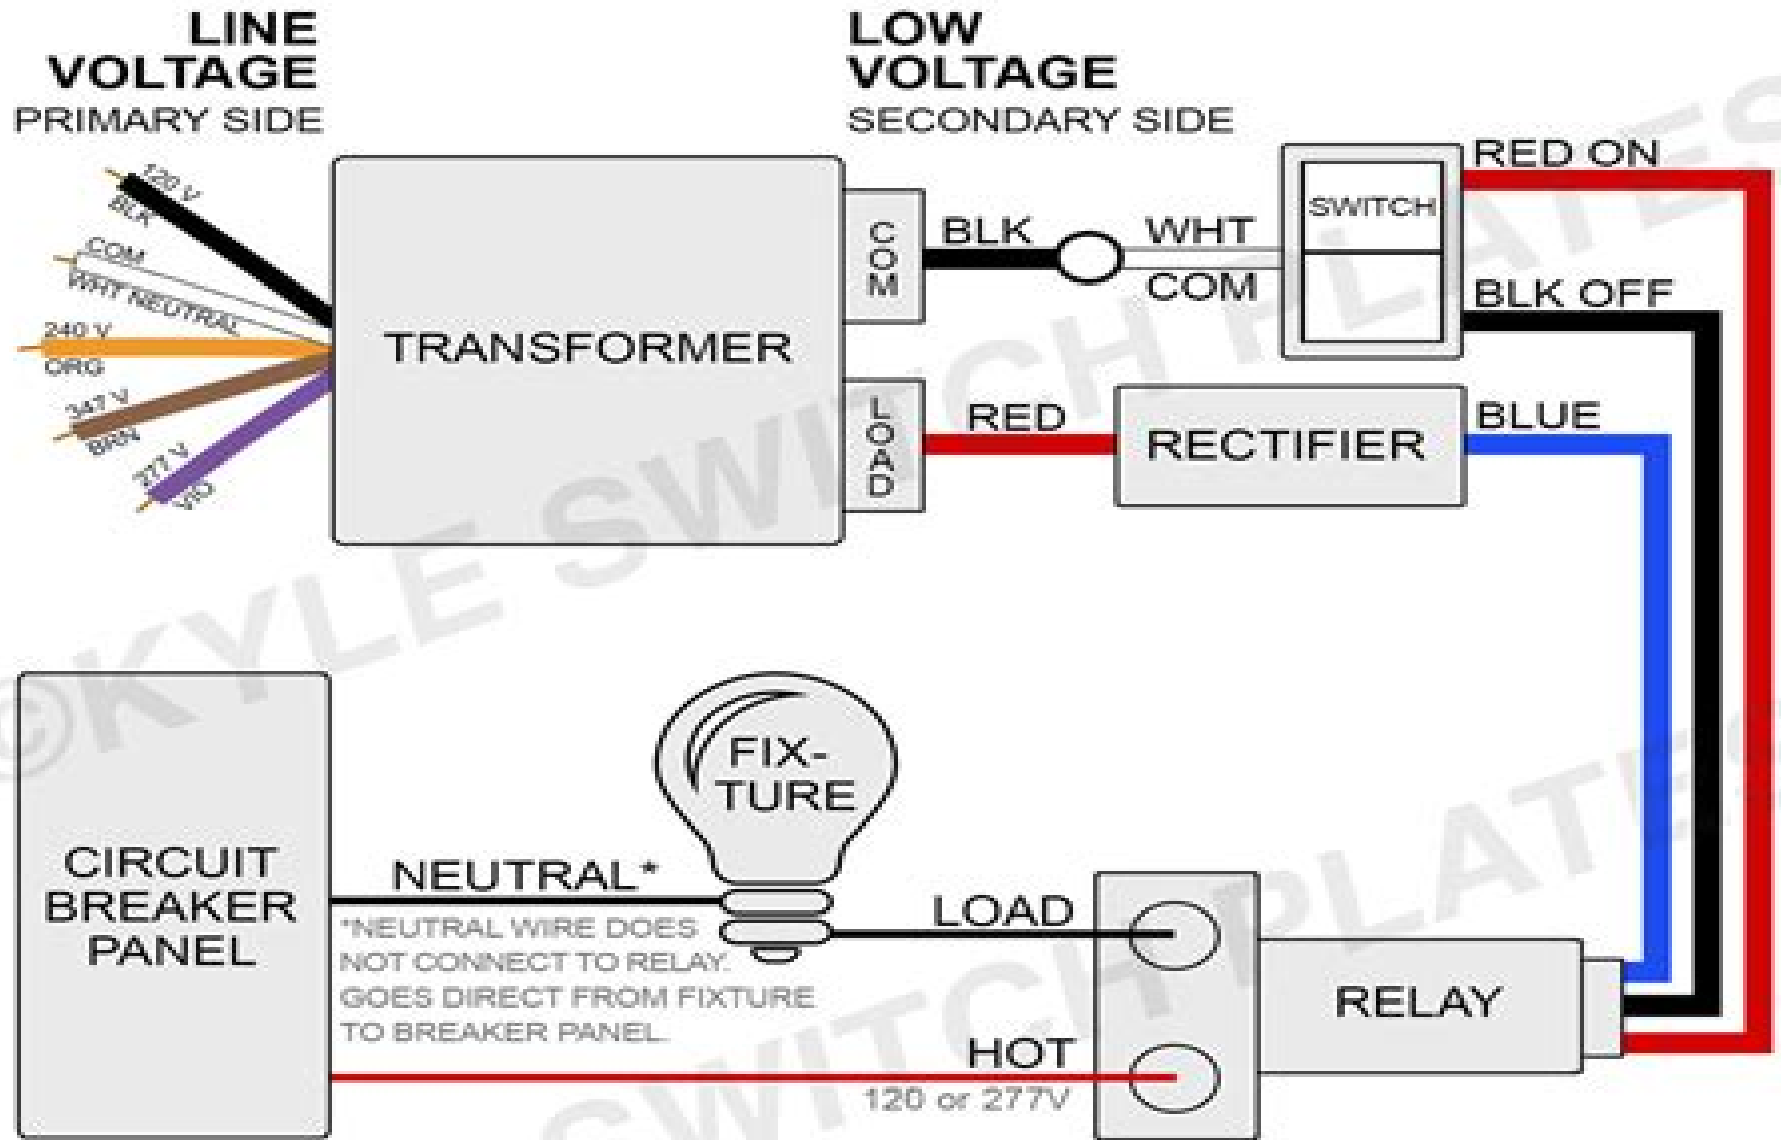 LINE
VOLTAGE
PRIMARY SIDE
LOW
VOLTAGE
SECONDARY SIDE
120 V
BLK
COM
WHT NEUTRAL
240 V
ORG
347 V
BRN
277 V
VIO
TRANSFORMER
COM
BLK
WHT
COM
SWITCH
RED ON
BLK OFF
LOAD
RED
RECTIFIER
BLUE
CIRCUIT
BREAKER
PANEL
NEUTRAL*
*NEUTRAL WIRE DOES
NOT CONNECT TO RELAY.
GOES DIRECT FROM FIXTURE
TO BREAKER PANEL.
FIX-
TURE
LOAD
HOT
120 or 277V
RELAY
©KYLE SWITCH PLATES
SWITCH PLATES